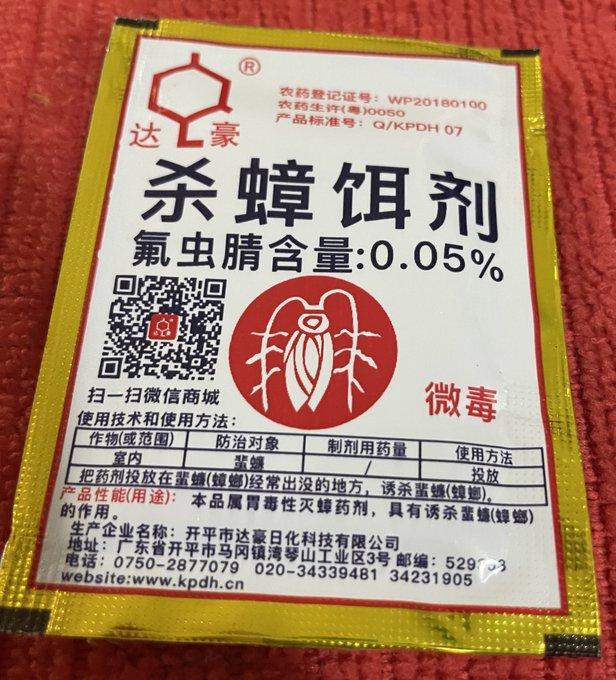 ®
达豪
农药登记证号：WP20180100
农药生许(粤)0050
产品标准号：Q/KPDH 07
杀蟑饵剂
氟虫腈含量:0.05%
扫一扫微信商城
微毒
使用技术和使用方法：
作物(或范围) 防治对象 制剂用药量 使用方法
室内 蜚蠊 / 投放
把药剂投放在蜚蠊(蟑螂)经常出没的地方，诱杀蜚蠊(蟑螂)。
产品性能(用途)： 本品属胃毒性灭蟑药剂，具有诱杀蜚蠊(蟑螂)
的作用。
生产企业名称：开平市达豪日化科技有限公司
地址：广东省开平市马冈镇湾琴山工业区3号 邮编：
电话：0750-2877079 020-34339481 34231905
website:www.kpdh.cn